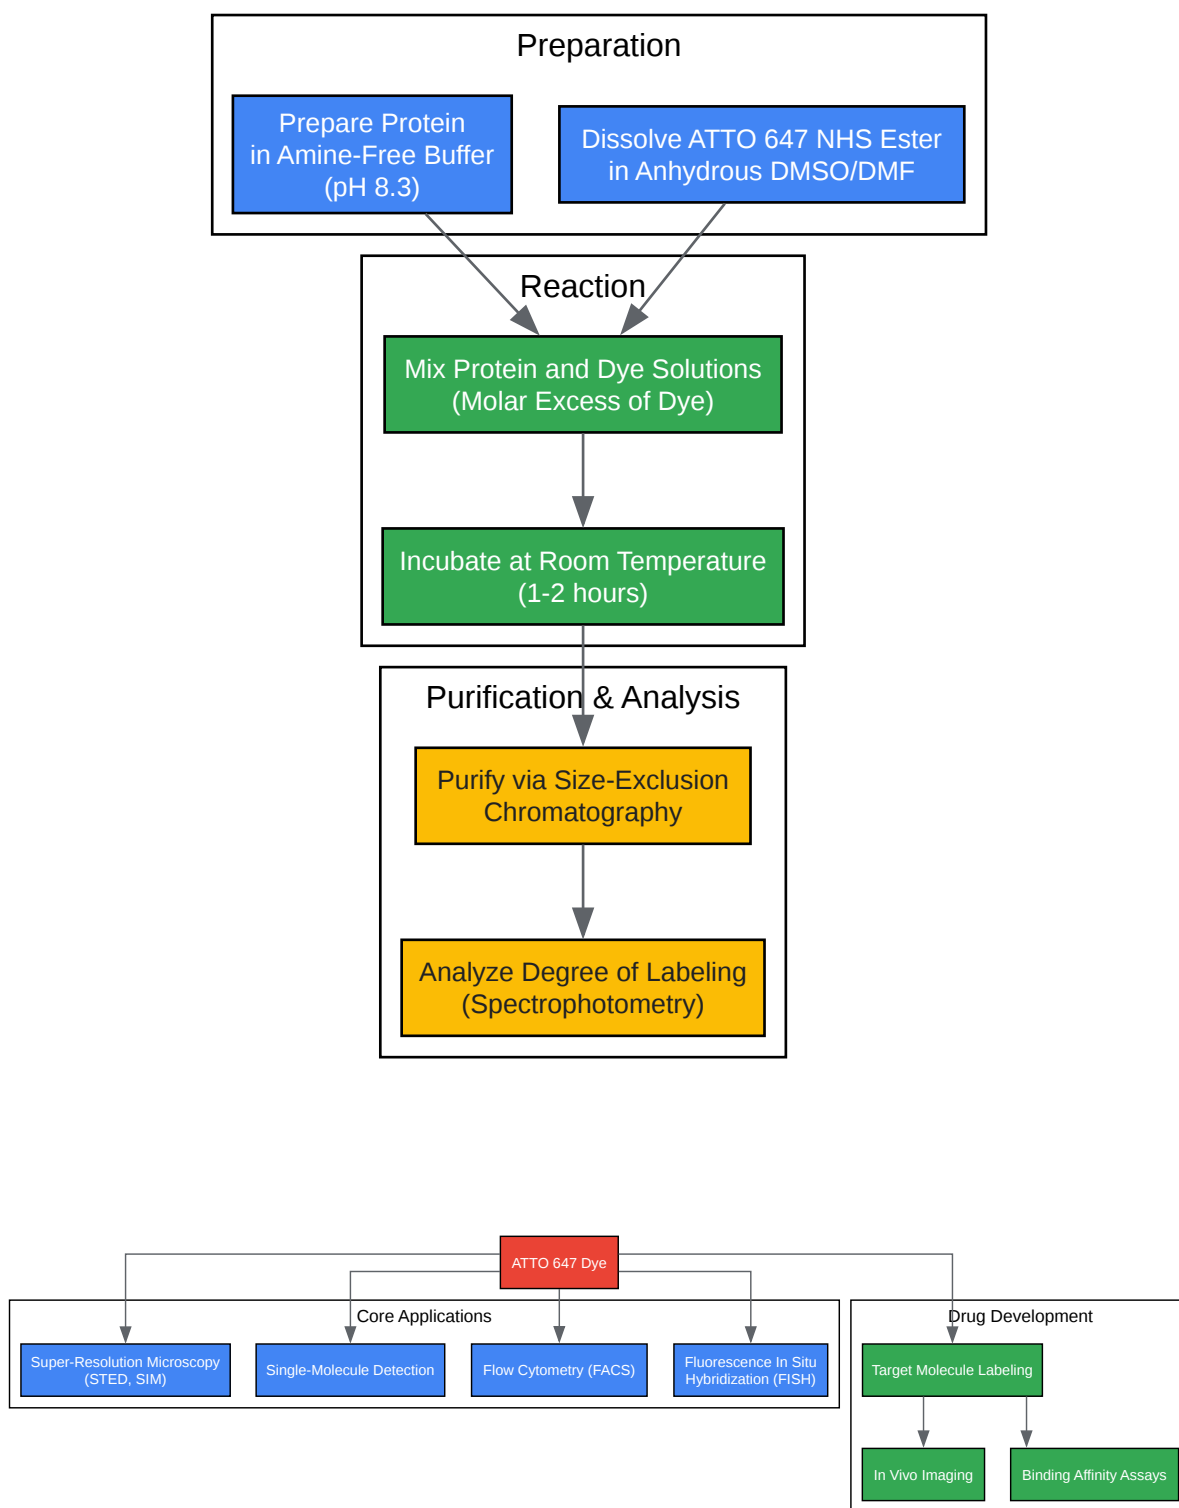 Preparation
Prepare Protein
in Amine-Free Buffer
(pH 8.3)
Dissolve ATTO 647 NHS Ester
in Anhydrous DMSO/DMF
Reaction
Mix Protein and Dye Solutions
(Molar Excess of Dye)
Incubate at Room Temperature
(1-2 hours)
Purification & Analysis
Purify via Size-Exclusion
Chromatography
Analyze Degree of Labeling
(Spectrophotometry)
ATTO 647 Dye
Core Applications
Super-Resolution Microscopy
(STED, SIM)
Single-Molecule Detection
Flow Cytometry (FACS)
Fluorescence In Situ
Hybridization (FISH)
Drug Development
Target Molecule Labeling
In Vivo Imaging
Binding Affinity Assays